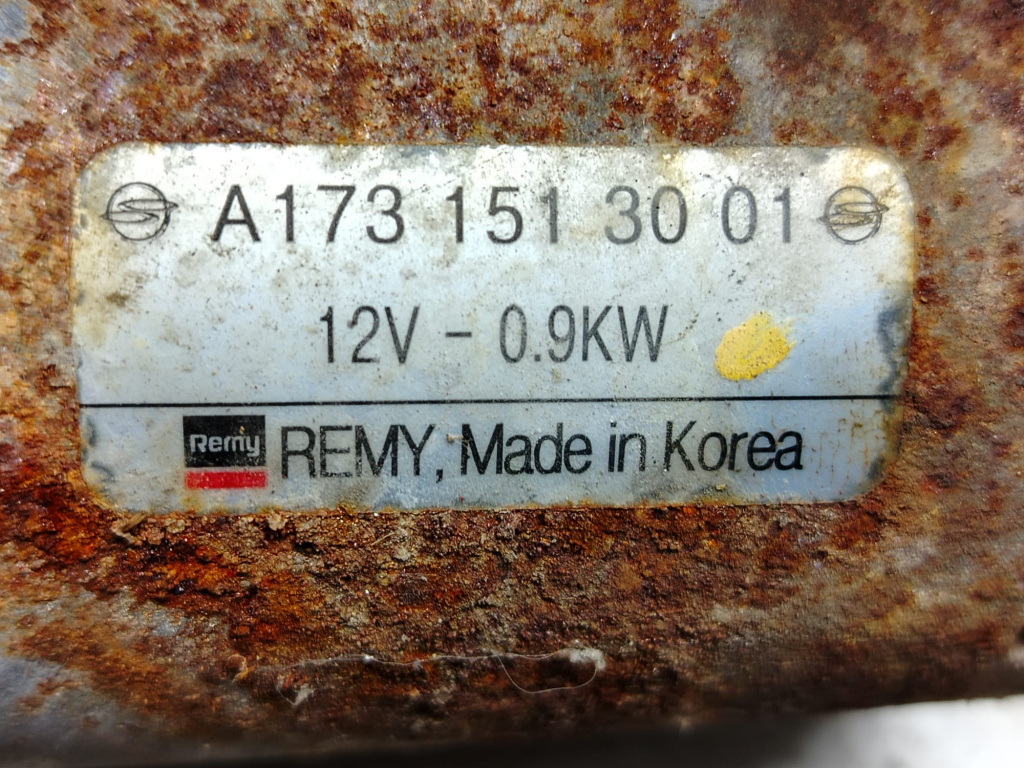 A173 151 30 01
12V - 0.9KW
Remy REMY, Made in Korea